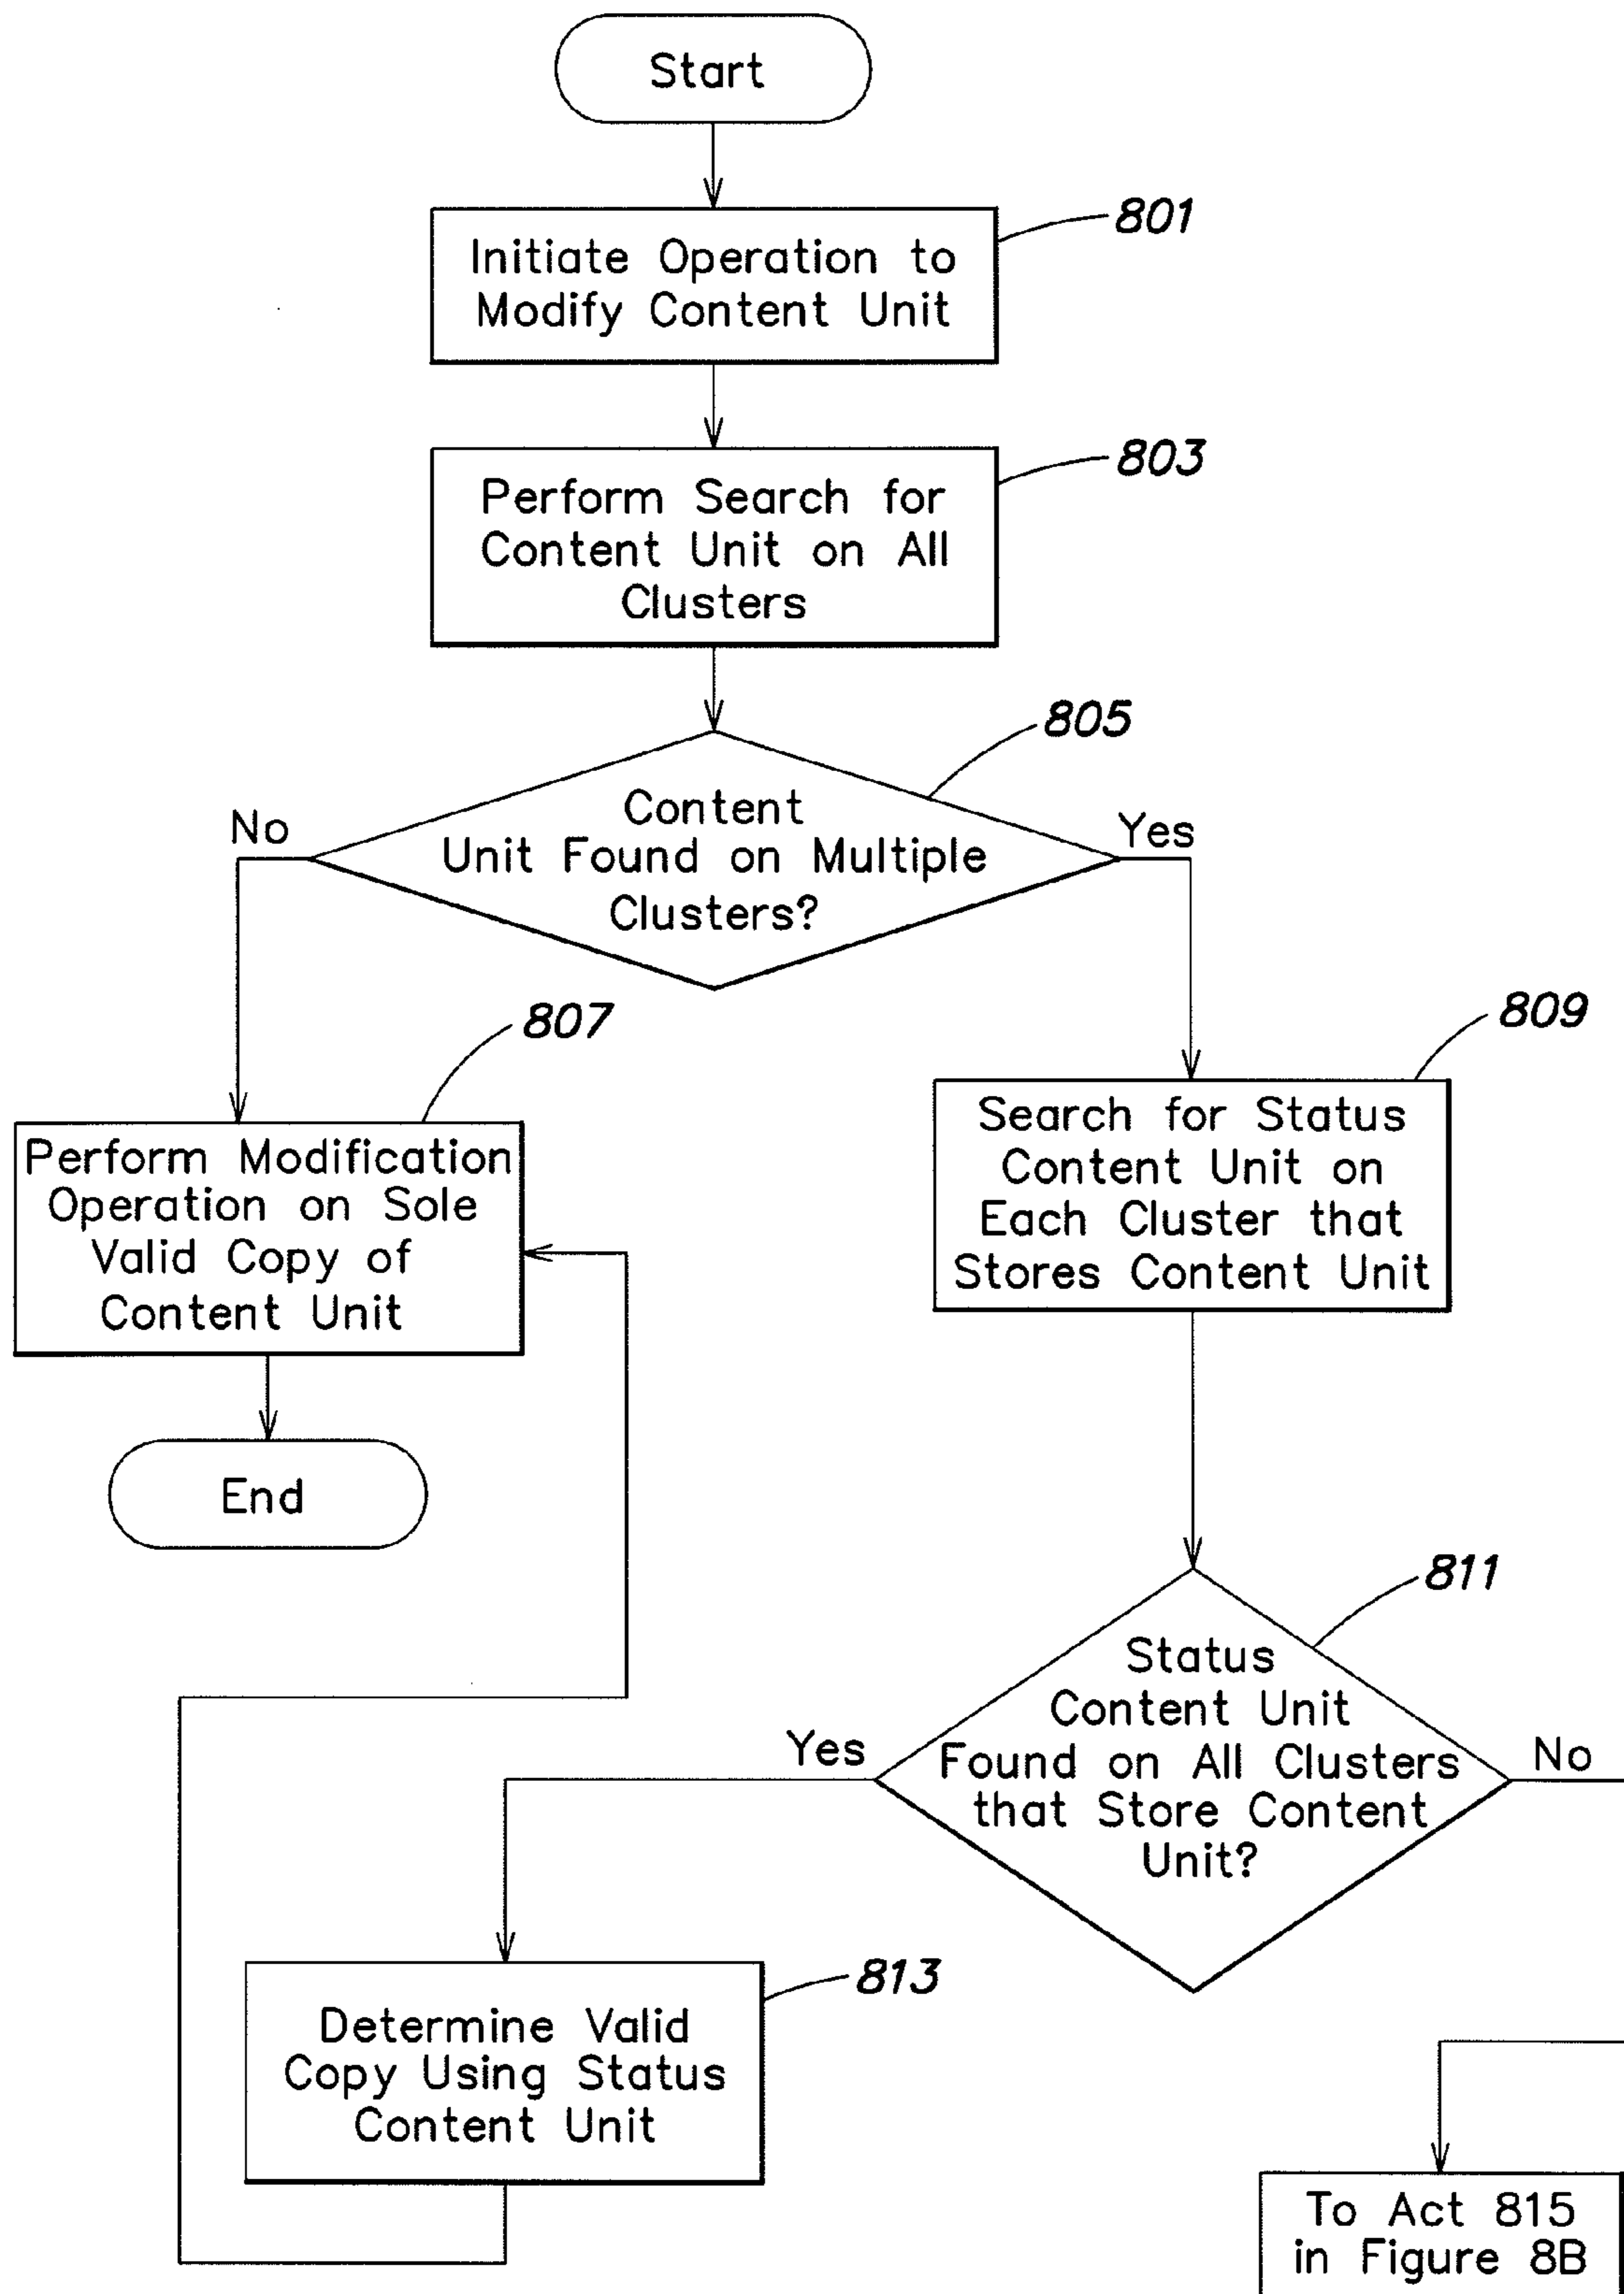 Start
801
Initiate Operation to
Modify Content Unit
803
Perform Search for
Content Unit on All
Clusters
805
Content
Unit Found on Multiple
Clusters?
No
Yes
807
Perform Modification
Operation on Sole
Valid Copy of
Content Unit
End
809
Search for Status
Content Unit on
Each Cluster that
Stores Content Unit
811
Status
Content Unit
Found on All Clusters
that Store Content
Unit?
Yes
No
813
Determine Valid
Copy Using Status
Content Unit
To Act 815
in Figure 8B